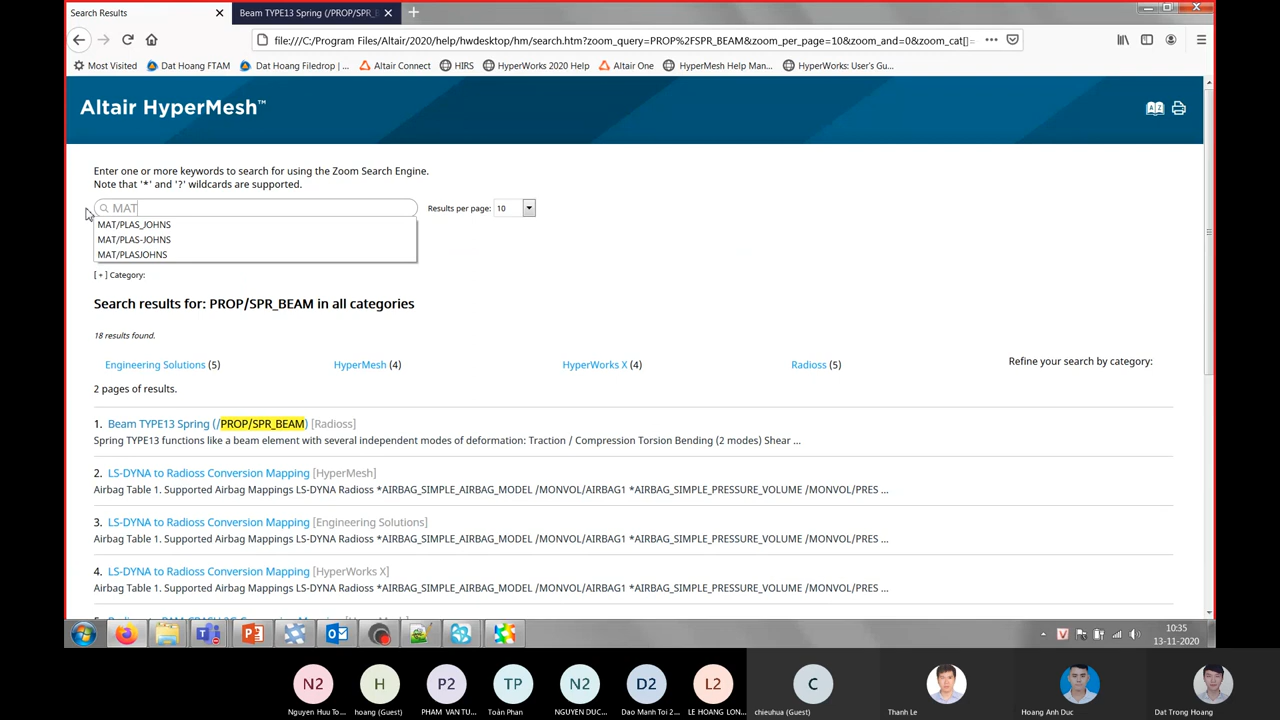 Search Results
Beam TYPE13 Spring (/PROP/SPR_B
file:///C:/Program Files/Altair/2020/help/hwdesktop/hm/search.htm?zoom_query=PROP%2FSPR_BEAM&zoom_per_page=10&zoom_and=0&zoom_cat[]=
Most Visited
Dat Hoang FTAM
Dat Hoang Filedrop | ...
Altair Connect
HIRS
HyperWorks 2020 Help
Altair One
HyperMesh Help Man...
HyperWorks: User's Gu...
Altair HyperMesh™
Enter one or more keywords to search for using the Zoom Search Engine.
Note that '*' and '?' wildcards are supported.
MAT
Results per page: 10
MAT/PLAS_JOHNS
MAT/PLAS-JOHNS
MAT/PLASJOHNS
[ + ] Category:
Search results for: PROP/SPR_BEAM in all categories
18 results found.
Engineering Solutions (5)
HyperMesh (4)
HyperWorks X (4)
Radioss (5)
Refine your search by category:
2 pages of results.
1. Beam TYPE13 Spring (/PROP/SPR_BEAM) [Radioss]
Spring TYPE13 functions like a beam element with several independent modes of deformation: Traction / Compression Torsion Bending (2 modes) Shear ...
2. LS-DYNA to Radioss Conversion Mapping [HyperMesh]
Airbag Table 1. Supported Airbag Mappings LS-DYNA Radioss *AIRBAG_SIMPLE_AIRBAG_MODEL /MONVOL/AIRBAG1 *AIRBAG_SIMPLE_PRESSURE_VOLUME /MONVOL/PRES ...
3. LS-DYNA to Radioss Conversion Mapping [Engineering Solutions]
Airbag Table 1. Supported Airbag Mappings LS-DYNA Radioss *AIRBAG_SIMPLE_AIRBAG_MODEL /MONVOL/AIRBAG1 *AIRBAG_SIMPLE_PRESSURE_VOLUME /MONVOL/PRES ...
4. LS-DYNA to Radioss Conversion Mapping [HyperWorks X]
Airbag Table 1. Supported Airbag Mappings LS-DYNA Radioss *AIRBAG_SIMPLE_AIRBAG_MODEL /MONVOL/AIRBAG1 *AIRBAG_SIMPLE_PRESSURE_VOLUME /MONVOL/PRES ...
10:35
13-11-2020
N2
H
P2
TP
N2
D2
L2
C
Nguyen Huu To...
hoang (Guest)
PHAM VAN TU...
Toản Phan
NGUYEN DUC...
Dao Manh Toi 2...
LE HOANG LON...
chieuhua (Guest)
Thanh Le
Hoang Anh Duc
Dat Trong Hoang